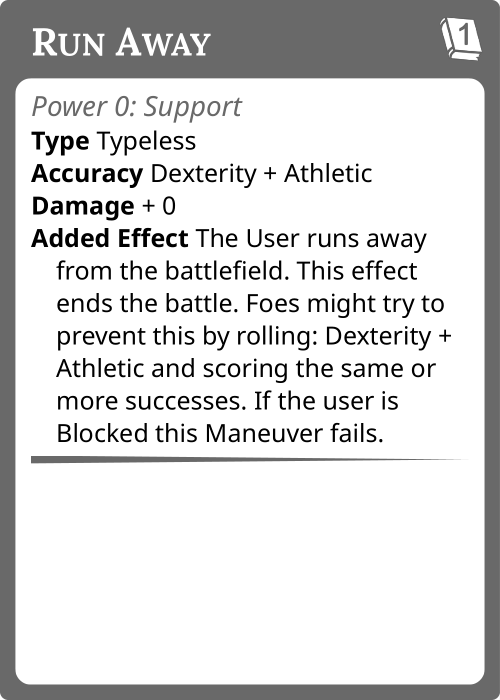 Run Away
1
Power 0: Support
Type Typeless
Accuracy Dexterity + Athletic
Damage + 0
Added Effect The User runs away
from the battlefield. This effect
ends the battle. Foes might try to
prevent this by rolling: Dexterity +
Athletic and scoring the same or
more successes. If the user is
Blocked this Maneuver fails.